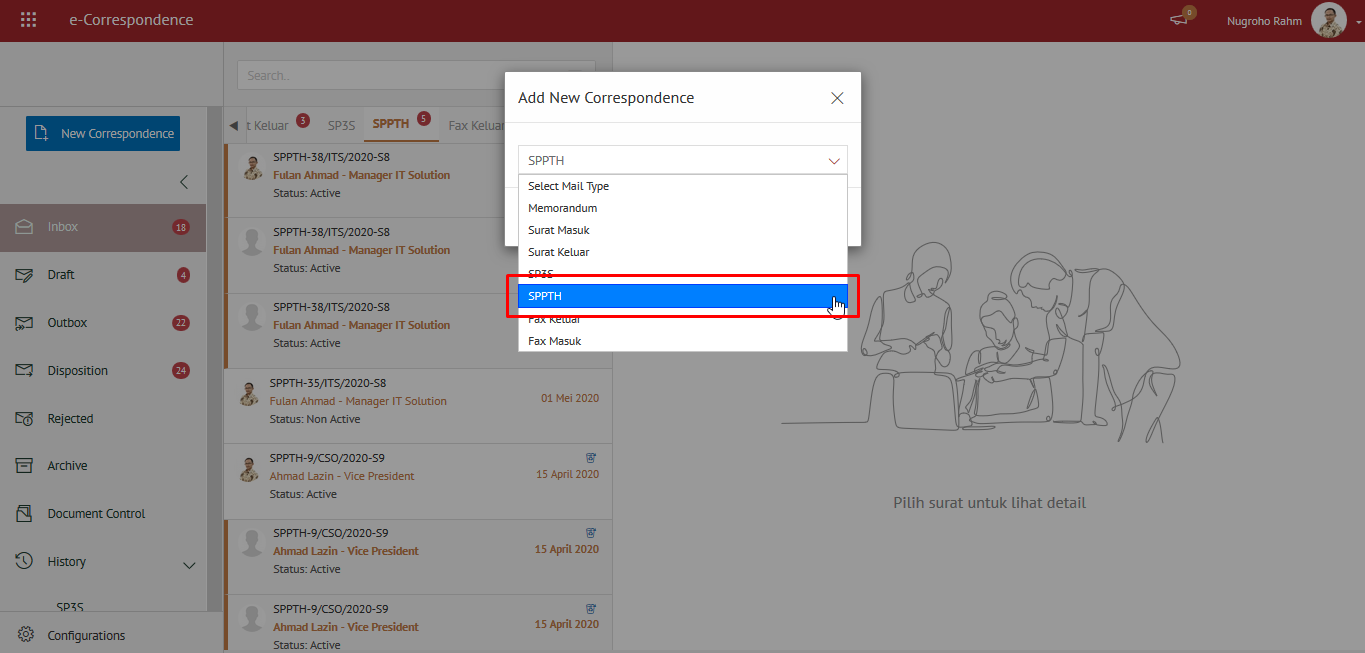 e-Correspondence
0
Nugroho Rahm
Search..
New Correspondence
Inbox
18
Draft
4
Outbox
22
Disposition
24
Rejected
Archive
Document Control
History
SP3S
Configurations
t Keluar
3
SP3S
SPPTH
5
Fax Keluar
SPPTH-38/ITS/2020-S8
Fulan Ahmad - Manager IT Solution
Status: Active
SPPTH-38/ITS/2020-S8
Fulan Ahmad - Manager IT Solution
Status: Active
SPPTH-38/ITS/2020-S8
Fulan Ahmad - Manager IT Solution
Status: Active
SPPTH-35/ITS/2020-S8
Fulan Ahmad - Manager IT Solution
01 Mei 2020
Status: Non Active
SPPTH-9/CSO/2020-S9
Ahmad Lazin - Vice President
15 April 2020
Status: Active
SPPTH-9/CSO/2020-S9
Ahmad Lazin - Vice President
15 April 2020
Status: Active
SPPTH-9/CSO/2020-S9
Ahmad Lazin - Vice President
15 April 2020
Status: Active
Add New Correspondence
SPPTH
Select Mail Type
Memorandum
Surat Masuk
Surat Keluar
SP3S
SPPTH
Fax Keluar
Fax Masuk
Pilih surat untuk lihat detail